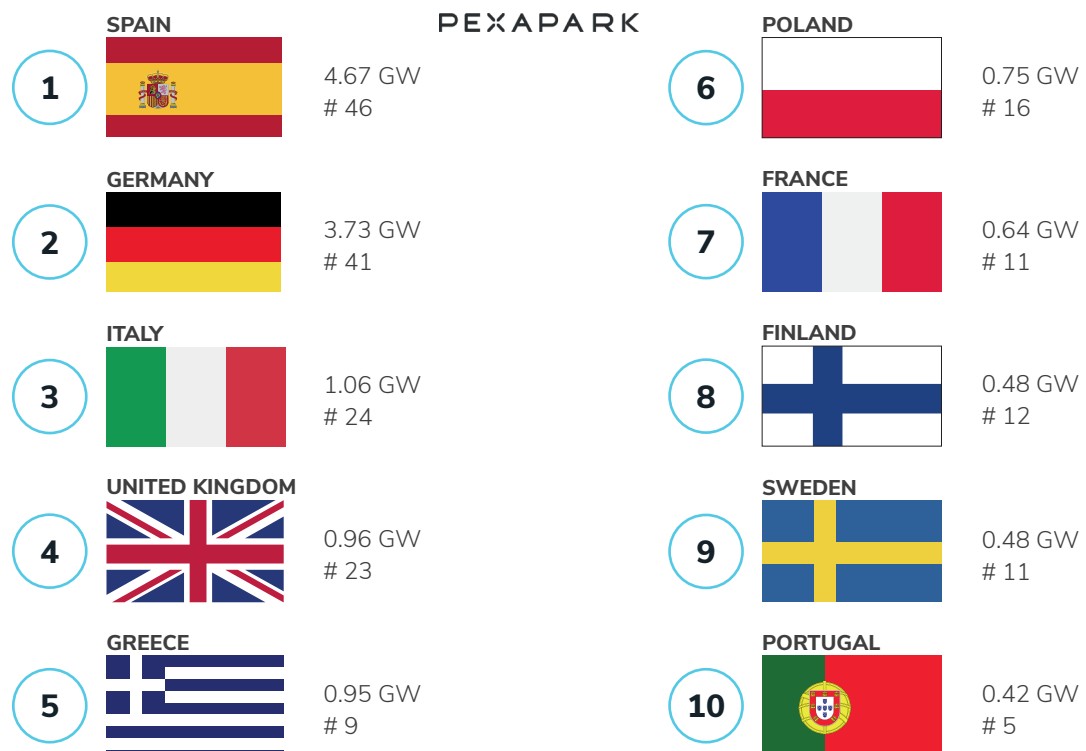 PEXAPARK
SPAIN
1
4.67 GW
# 46
GERMANY
2
3.73 GW
# 41
ITALY
3
1.06 GW
# 24
UNITED KINGDOM
4
0.96 GW
# 23
GREECE
5
0.95 GW
# 9
POLAND
6
0.75 GW
# 16
FRANCE
7
0.64 GW
# 11
FINLAND
8
0.48 GW
# 12
SWEDEN
9
0.48 GW
# 11
PORTUGAL
10
0.42 GW
# 5